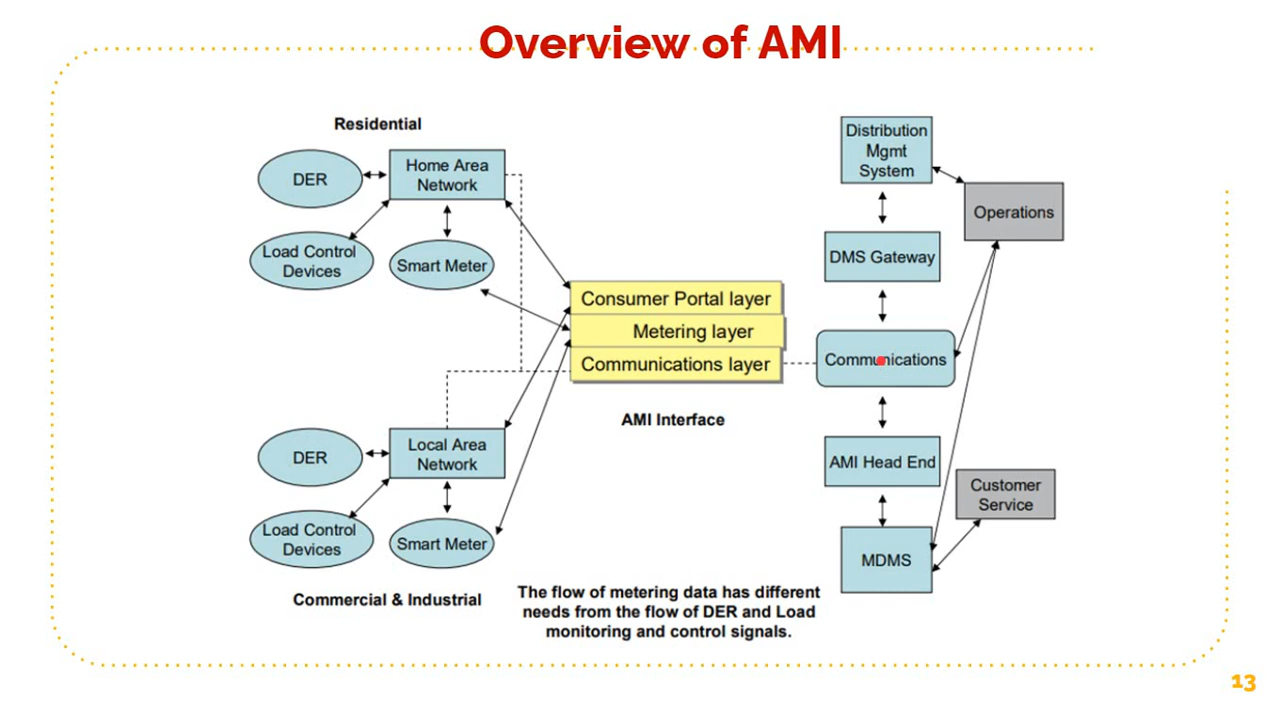 Overview of AMI
Residential
DER
Home Area
Network
Load Control
Devices
Smart Meter
Consumer Portal layer
Metering layer
Communications layer
AMI Interface
DER
Local Area
Network
Load Control
Devices
Smart Meter
Commercial & Industrial
The flow of metering data has different
needs from the flow of DER and Load
monitoring and control signals.
Distribution
Mgmt
System
Operations
DMS Gateway
Communications
AMI Head End
Customer
Service
MDMS
13